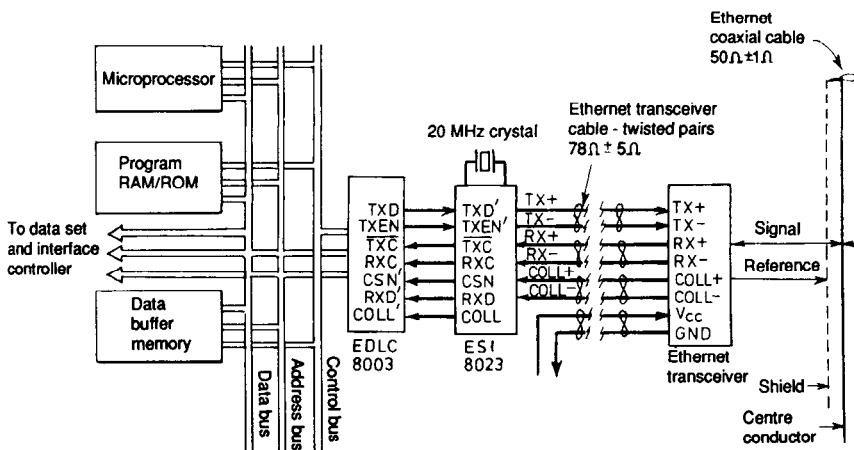 Ethernet
coaxial cable
50Ω±1Ω
Microprocessor
Program
RAM/ROM
To data set
and interface
controller
Data
buffer
memory
Data bus
Address bus
Control bus
20 MHz crystal
Ethernet transceiver
cable - twisted pairs
78Ω ± 5Ω
TXD
TXEN
TXC
RXC
CSN'
RXD'
COLL'
EDLC
8003
TXD'
TXEN'
TXC
RXC
CSN
RXD
COLL
ESI
8023
TX+
TX-
RX+
RX-
COLL+
COLL-
TX+
TX-
RX+
RX-
COLL+
COLL-
Vcc
GND
Ethernet
transceiver
Signal
Reference
Shield
Centre
conductor